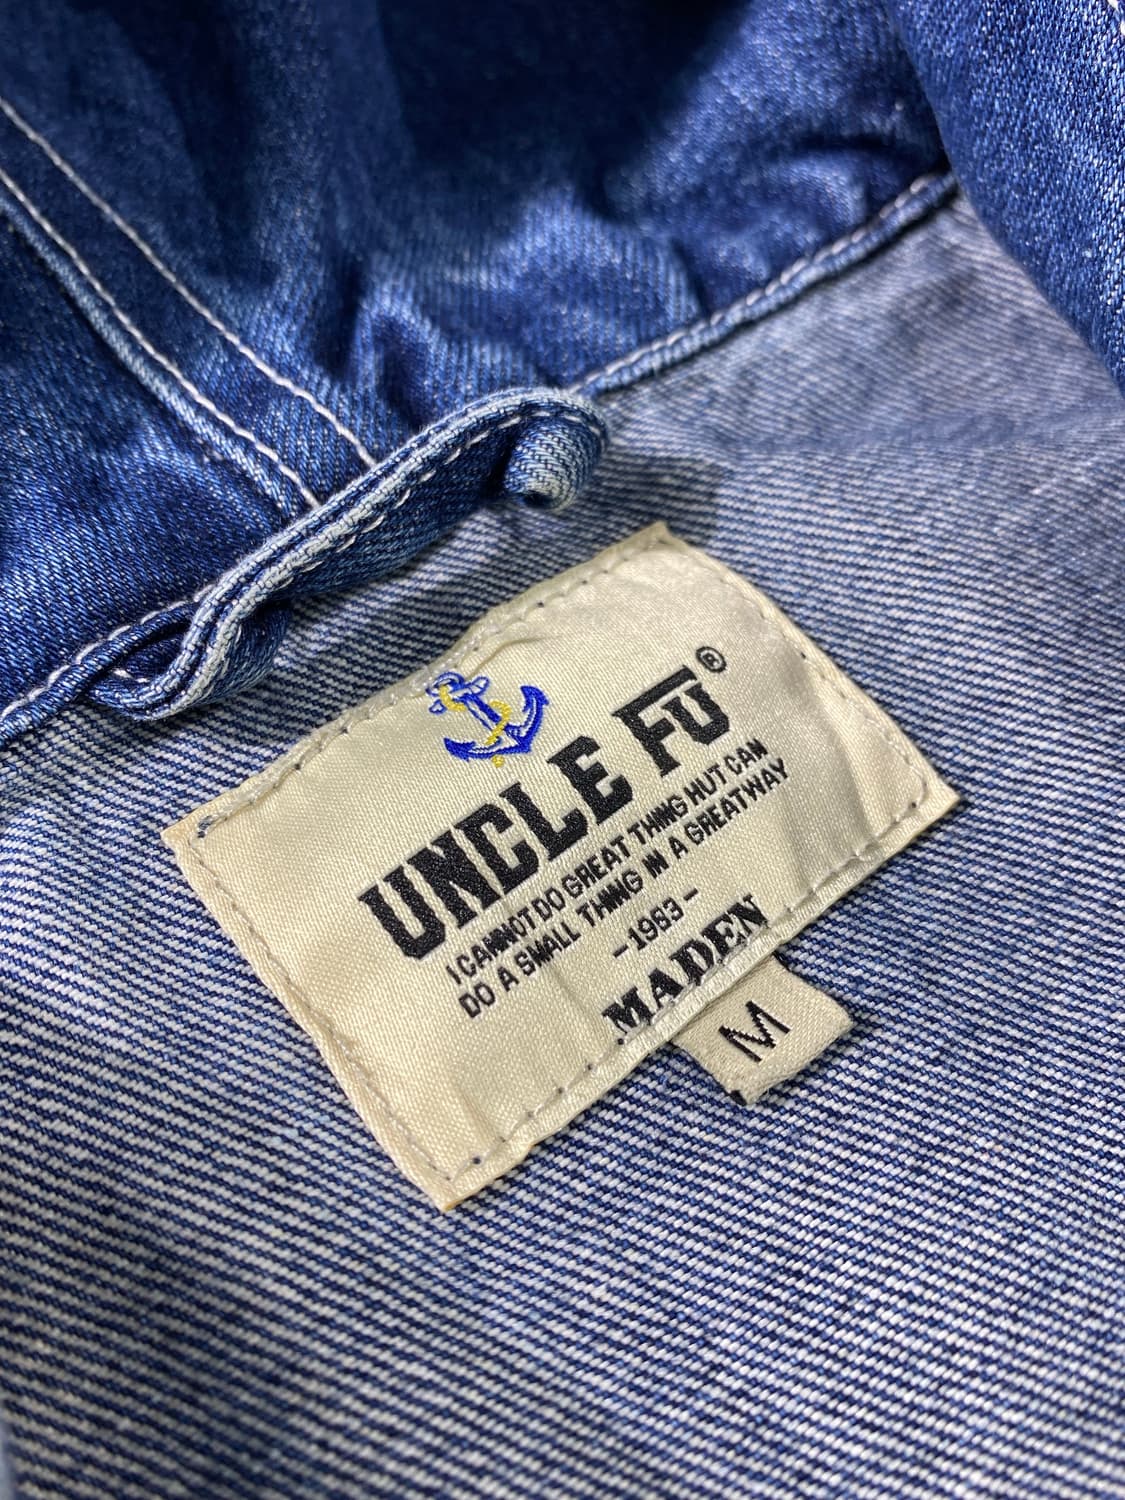 UNCLE FU®
I CANNOT DO GREAT THING HUT CAN
DO A SMALL THING IN A GREATWAY
-1983-
MADEN
M